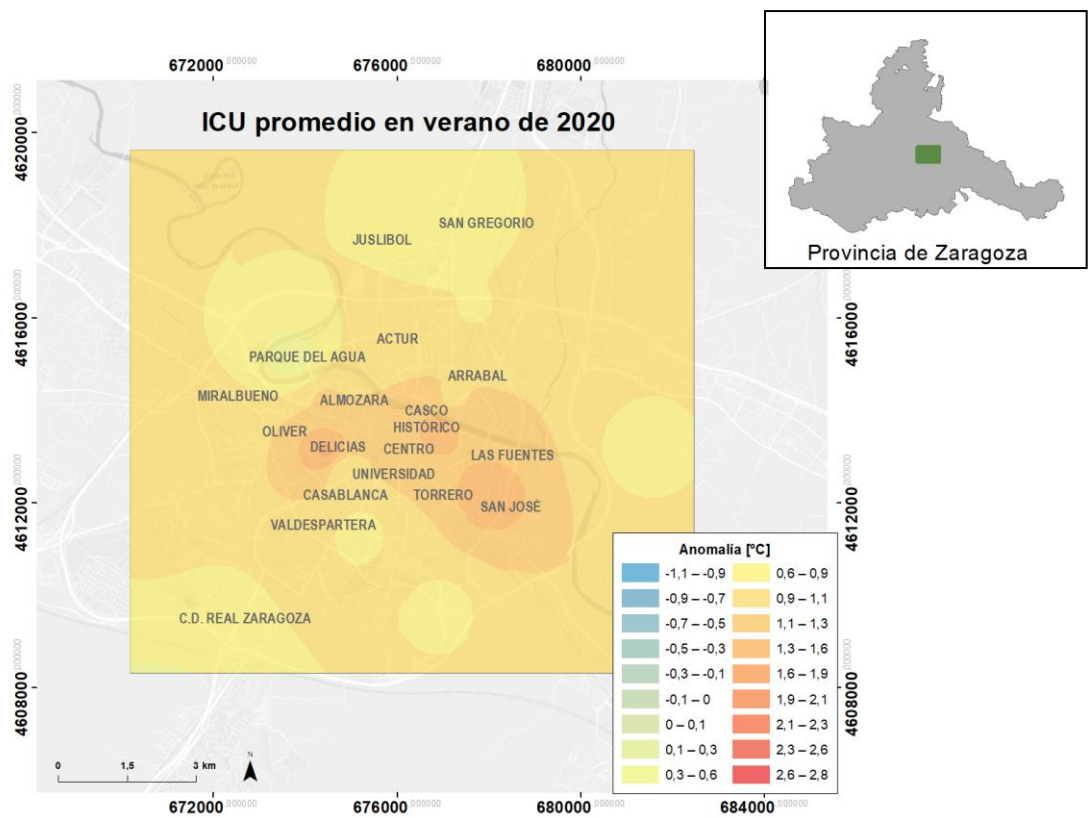 Provincia de Zaragoza
672000,000000 676000,000000 680000,000000
ICU promedio en verano de 2020
4620000,000000
4616000,000000 4616000,000000
4612000,000000 4612000,000000
4608000,000000 4608000,000000
SAN GREGORIO
JUSLIBOL
ACTUR
PARQUE DEL AGUA
ARRABAL
MIRALBUENO
ALMOZARA
CASCO
HISTÓRICO
OLIVER
DELICIAS
CENTRO
LAS FUENTES
UNIVERSIDAD
CASABLANCA
TORRERO
SAN JOSÉ
VALDESPARTERA
C.D. REAL ZARAGOZA
Anomalía [ºC]
-1,1 – -0,9 0,6 – 0,9
-0,9 – -0,7 0,9 – 1,1
-0,7 – -0,5 1,1 – 1,3
-0,5 – -0,3 1,3 – 1,6
-0,3 – -0,1 1,6 – 1,9
-0,1 – 0 1,9 – 2,1
0 – 0,1 2,1 – 2,3
0,1 – 0,3 2,3 – 2,6
0,3 – 0,6 2,6 – 2,8
N
0 1,5 3 km
672000,000000 676000,000000 680000,000000 684000,000000